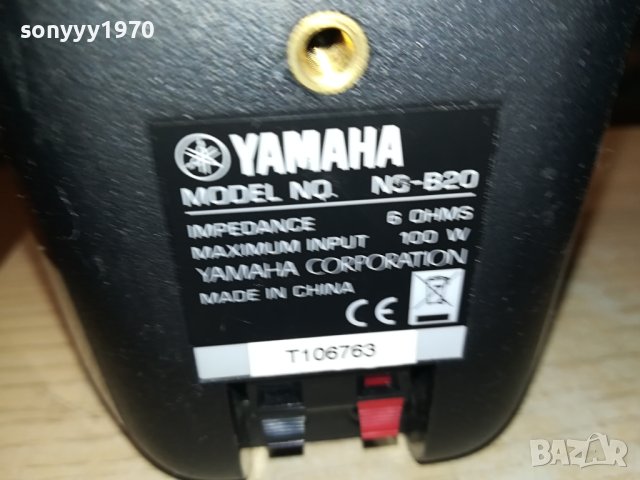 sonyyy1970
YAMAHA
MODEL NO. NS-B20
IMPEDANCE 6 OHMS
MAXIMUM INPUT 100 W
YAMAHA CORPORATION
MADE IN CHINA
CE
T106763
BAZAR